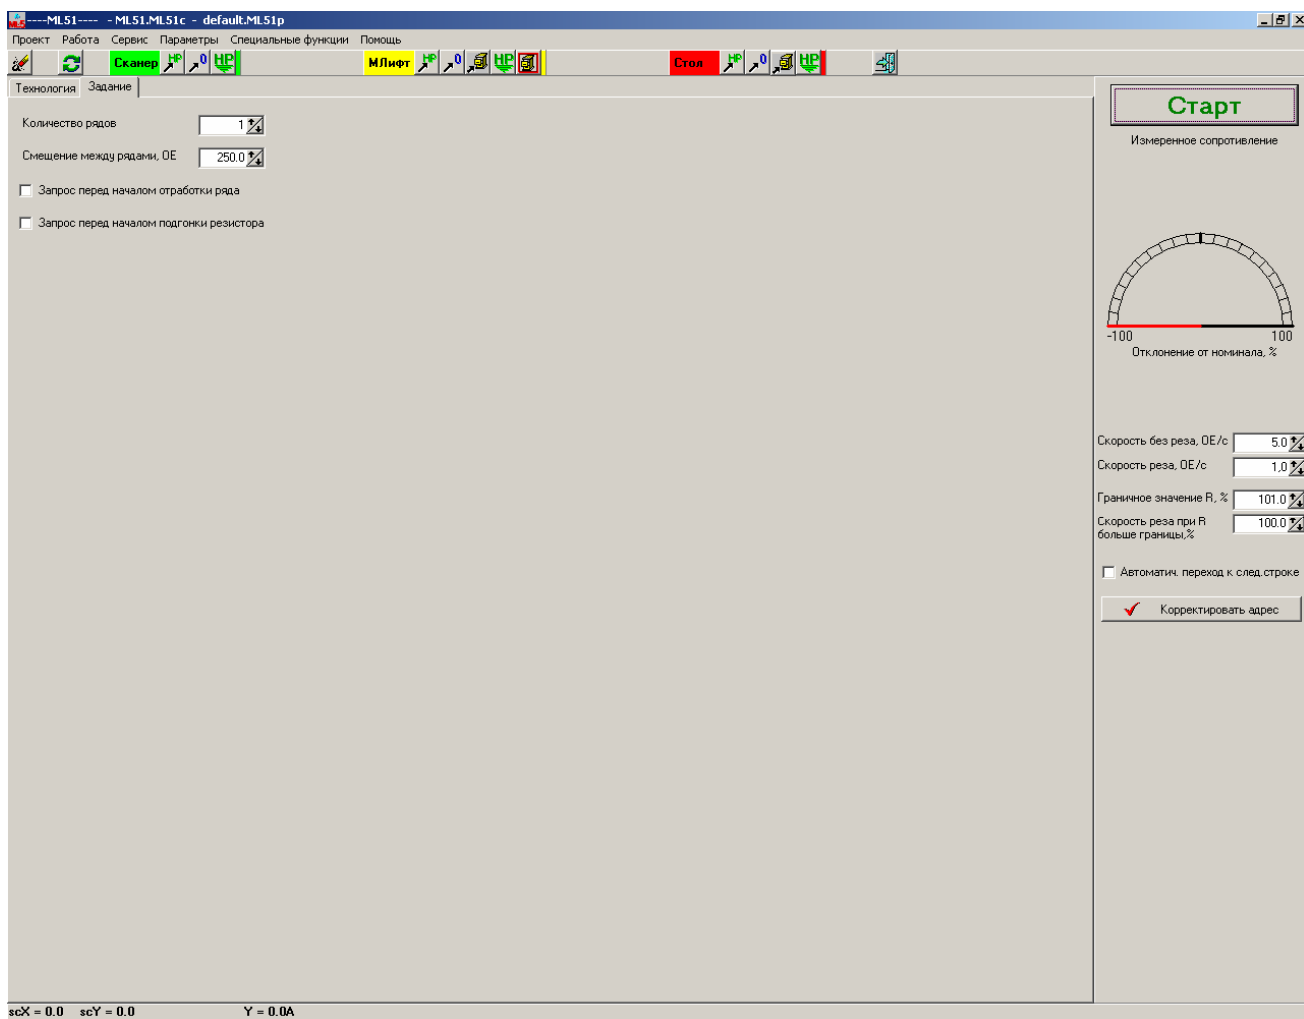 ----ML51---- - ML51.ML51c - default.ML51p
Проект Работа Сервис Параметры Специальные функции Помощь
Сканер HP 0 HP МЛифт HP 0 HP Стол HP 0 HP
Технология Задание
Старт
Измеренное сопротивление
Количество рядов 1
Смещение между рядами, ОЕ 250.0
Запрос перед началом отработки ряда
Запрос перед началом подгонки резистора
-100 100
Отклонение от номинала, %
Скорость без реза, ОЕ/с 5.0
Скорость реза, ОЕ/с 1,0
Граничное значение R, % 101.0
Скорость реза при R
больше границы,% 100.0
Автоматич. переход к след.строке
Корректировать адрес
scX = 0.0 scY = 0.0 Y = 0.0A